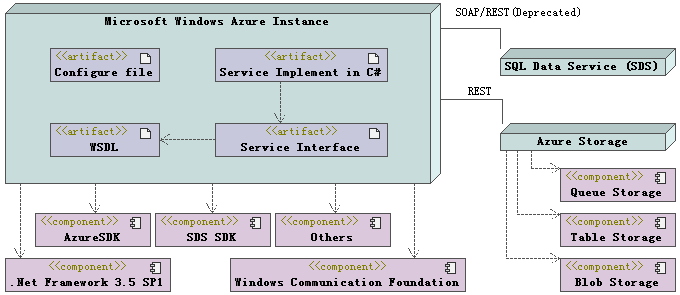 Microsoft Windows Azure Instance
SOAP/REST(Deprecated)
<<artifact>>
Configure file
<<artifact>>
Service Implement in C#
SQL Data Service (SDS)
REST
<<artifact>>
WSDL
<<artifact>>
Service Interface
Azure Storage
<<component>>
Queue Storage
<<component>>
AzureSDK
<<component>>
SDS SDK
<<component>>
Others
<<component>>
Table Storage
<<component>>
.Net Framework 3.5 SP1
<<component>>
Windows Communication Foundation
<<component>>
Blob Storage